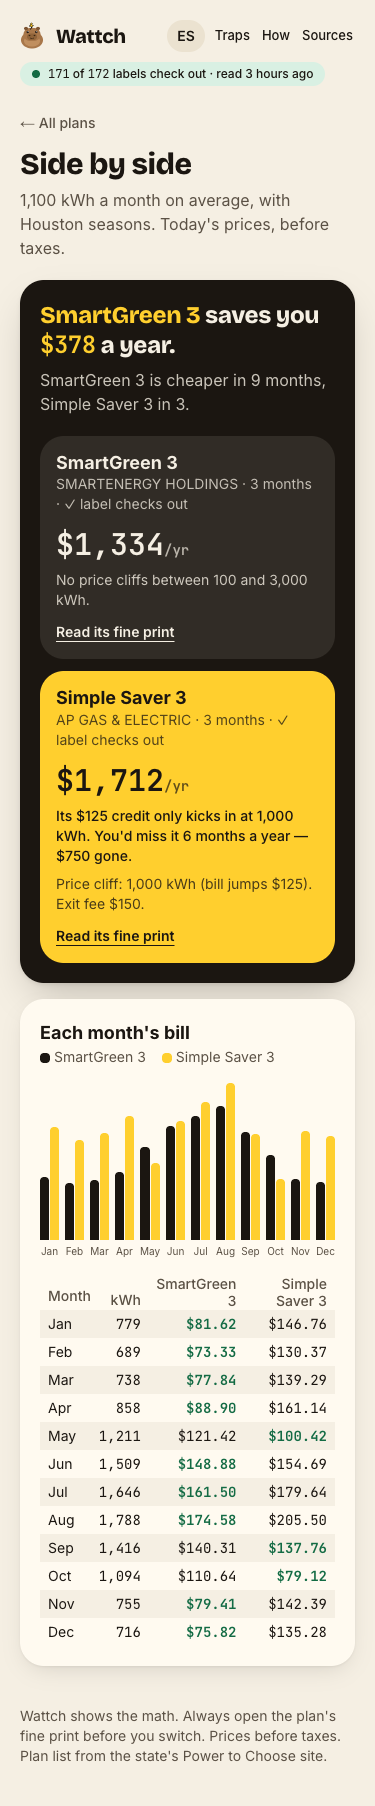 Wattch
ES Traps How Sources
171 of 172 labels check out · read 3 hours ago
← All plans
Side by side
1,100 kWh a month on average, with
Houston seasons. Today's prices, before
taxes.
SmartGreen 3 saves you
$378 a year.
SmartGreen 3 is cheaper in 9 months,
Simple Saver 3 in 3.
SmartGreen 3
SMARTENERGY HOLDINGS · 3 months
· ✓ label checks out
$1,334/yr
No price cliffs between 100 and 3,000
kWh.
Read its fine print
Simple Saver 3
AP GAS & ELECTRIC · 3 months · ✓
label checks out
$1,712/yr
Its $125 credit only kicks in at 1,000
kWh. You'd miss it 6 months a year —
$750 gone.
Price cliff: 1,000 kWh (bill jumps $125).
Exit fee $150.
Read its fine print
Each month's bill
SmartGreen 3 Simple Saver 3
Jan Feb Mar Apr May Jun Jul Aug Sep Oct Nov Dec
Month kWh SmartGreen 3 Simple Saver 3
Jan 779 $81.62 $146.76
Feb 689 $73.33 $130.37
Mar 738 $77.84 $139.29
Apr 858 $88.90 $161.14
May 1,211 $121.42 $100.42
Jun 1,509 $148.88 $154.69
Jul 1,646 $161.50 $179.64
Aug 1,788 $174.58 $205.50
Sep 1,416 $140.31 $137.76
Oct 1,094 $110.64 $79.12
Nov 755 $79.41 $142.39
Dec 716 $75.82 $135.28
Wattch shows the math. Always open the plan's
fine print before you switch. Prices before taxes.
Plan list from the state's Power to Choose site.